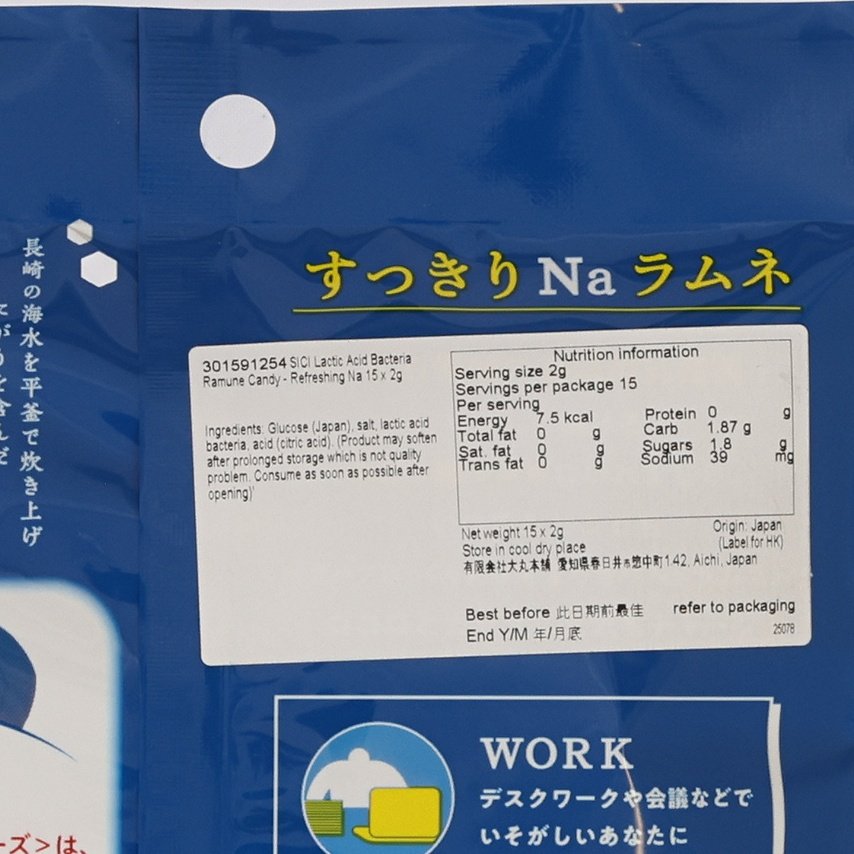 長崎の海水を平釜で炊き上げ
すっきりNaラムネ
301591254 SICI Lactic Acid Bacteria
Ramune Candy - Refreshing Na 15 x 2g
Ingredients: Glucose (Japan), salt, lactic acid
bacteria, acid (citric acid). (Product may soften
after prolonged storage which is not quality
problem. Consume as soon as possible after
opening)'
Nutrition information
Serving size 2g
Servings per package 15
Per serving
Energy 7.5 kcal
Total fat 0 g
Sat. fat 0 g
Trans fat 0 g
Protein 0 g
Carb 1.87 g
Sugars 1.8 g
Sodium 39 mg
Net weight 15 x 2g
Origin: Japan
Store in cool dry place
(Label for HK)
有限会社大丸本舗 愛知県春日井市惣中町1.42, Aichi, Japan
Best before 此日期前最佳 refer to packaging
End Y/M 年/月底
25078
WORK
デスクワークや会議などで
いそがしいあなたに
ーズ>は、